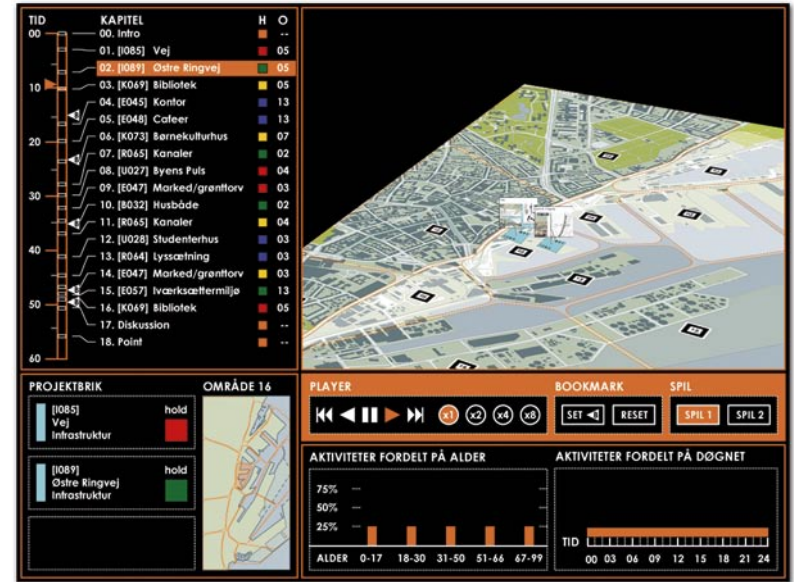 TID KAPITEL H O
00 00. Intro --
01. [I085] Vej 05
02. [I089] Østre Ringvej 05
10 03. [K069] Bibliotek 05
04. [E045] Kontor 13
05. [E048] Cafeer 13
20 06. [K073] Børnekulturhus 07
07. [R065] Kanaler 02
08. [U027] Byens Puls 04
30 09. [E047] Marked/grønttorv 03
10. [B032] Husbåde 02
11. [R065] Kanaler 04
12. [U028] Studenterhus 03
40 13. [R064] Lyssætning 03
14. [E047] Marked/grønttorv 03
15. [E057] Iværksættermiljø 13
50 16. [K069] Bibliotek 05
17. Diskussion --
18. Point --
60
PROJEKTBRIK OMRÅDE 16
[I085] hold
Vej
Infrastruktur
[I089] hold
Østre Ringvej
Infrastruktur
PLAYER BOOKMARK SPIL
x1 x2 x4 x8 SET RESET SPIL 1 SPIL 2
AKTIVITETER FORDELT PÅ ALDER
75%
50%
25%
ALDER 0-17 18-30 31-50 51-66 67-99
AKTIVITETER FORDELT PÅ DØGNET
TID
00 03 06 09 12 15 18 21 24